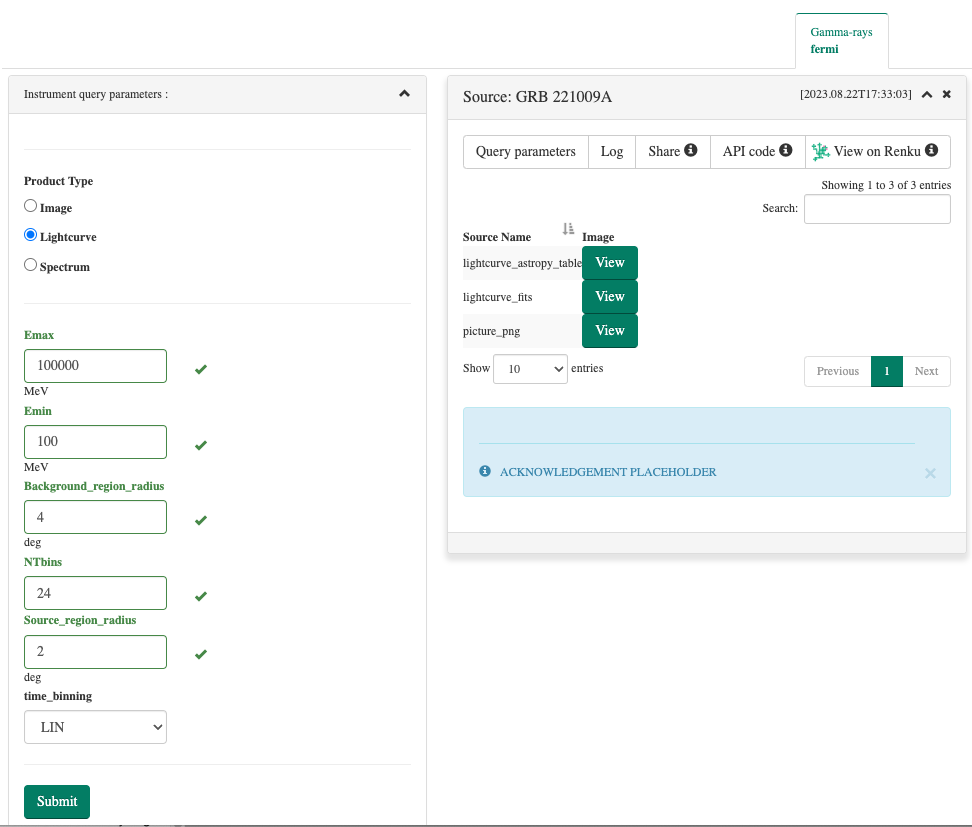 Gamma-rays
fermi
Instrument query parameters :
Product Type
Image
Lightcurve
Spectrum
Emax
100000
MeV
Emin
100
MeV
Background_region_radius
4
deg
NTbins
24
Source_region_radius
2
deg
time_binning
LIN
Submit
Source: GRB 221009A
[2023.08.22T17:33:03]
Query parameters Log Share API code View on Renku
Showing 1 to 3 of 3 entries
Search:
Source Name Image
lightcurve_astropy_table View
lightcurve_fits View
picture_png View
Show 10 entries
Previous 1 Next
ACKNOWLEDGEMENT PLACEHOLDER